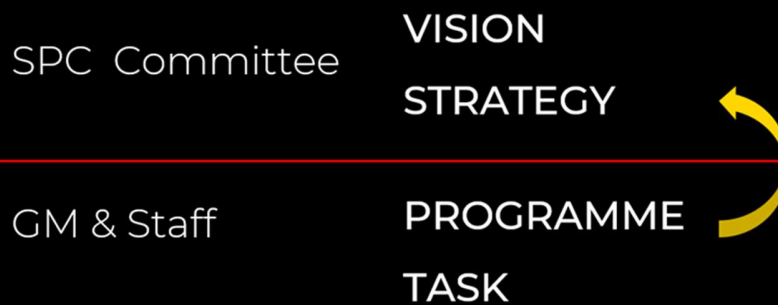 SPC Committee
VISION
STRATEGY
GM & Staff
PROGRAMME
TASK